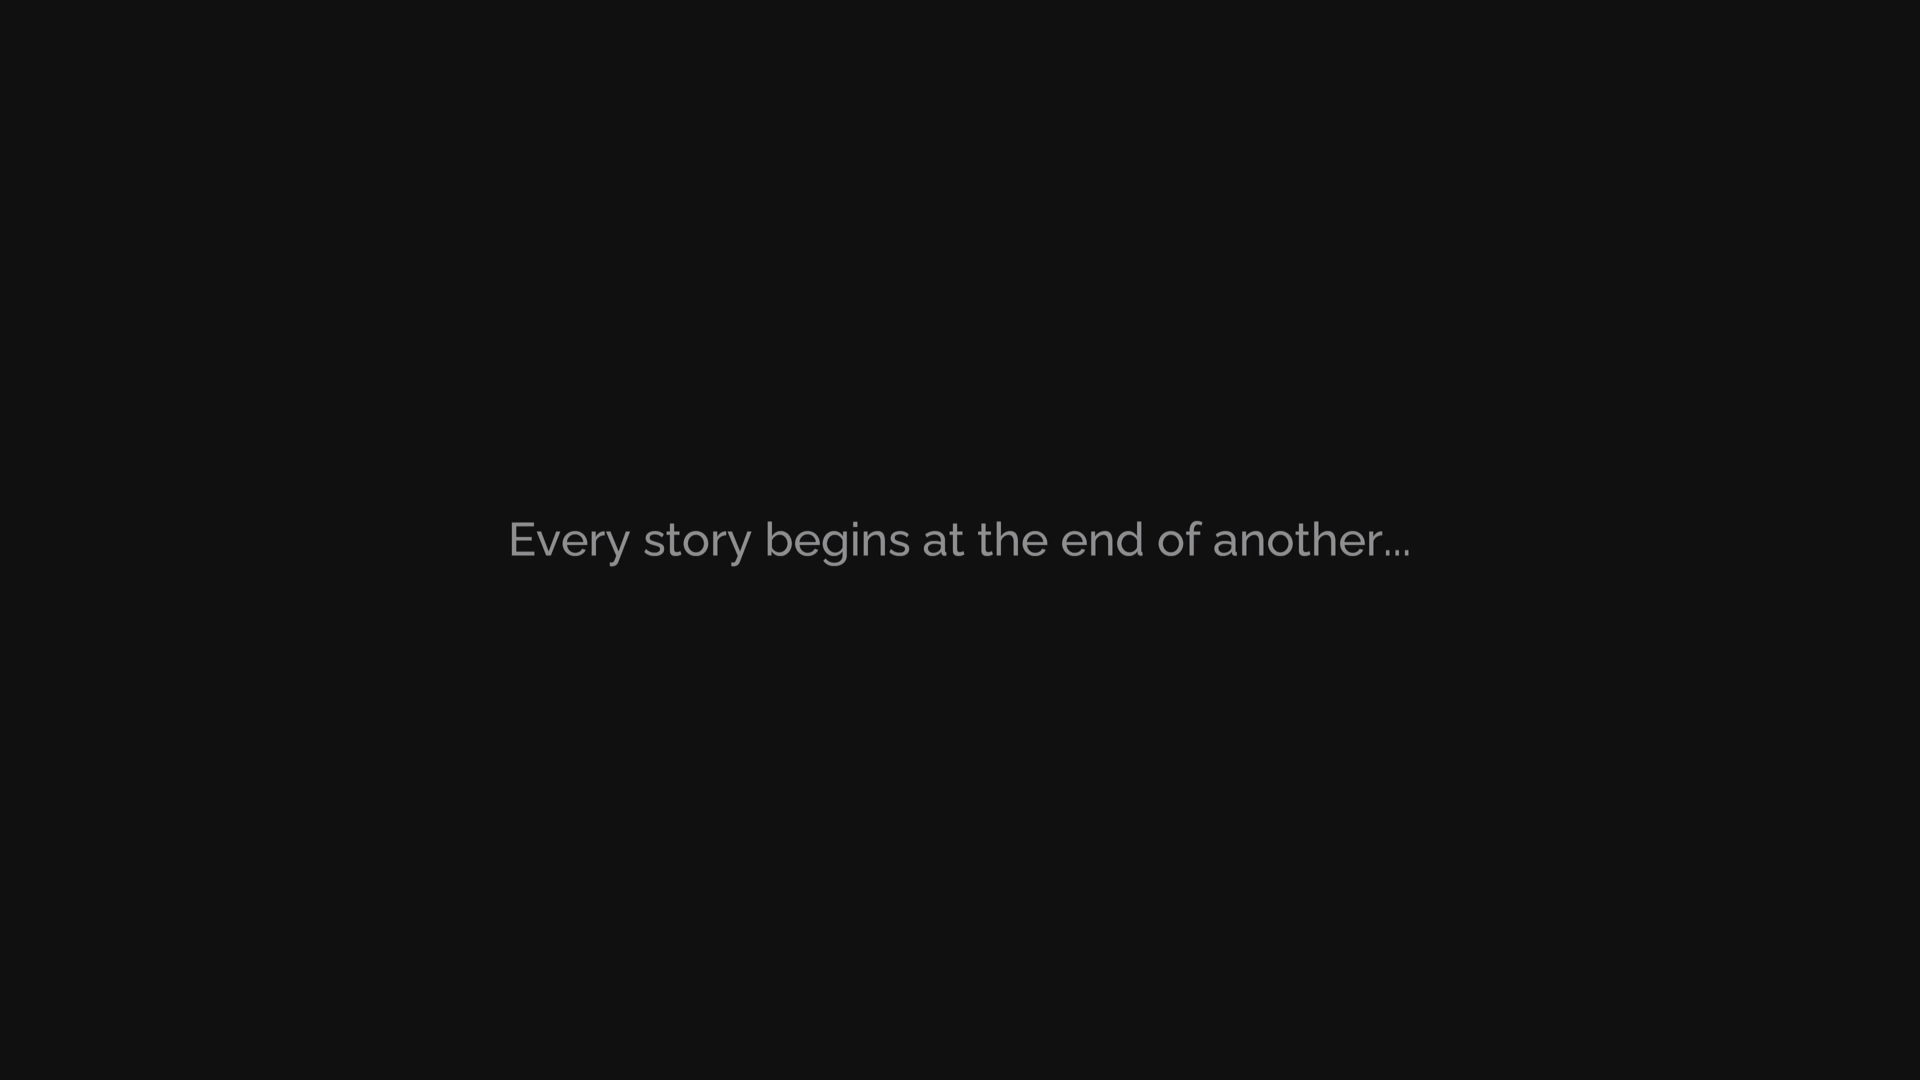 Every story begins at the end of another...